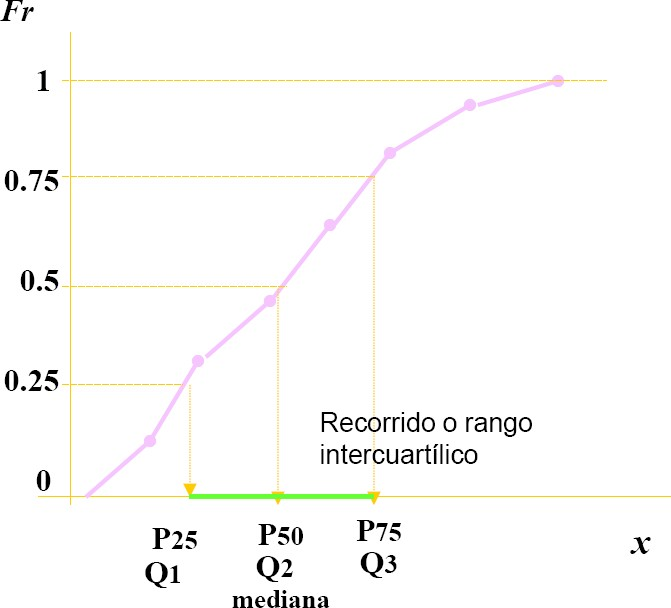 Fr
1
0.75
0.5
0.25
Recorrido o rango
intercuartílico
0
P25 P50 P75
Q1 Q2 Q3
mediana
x